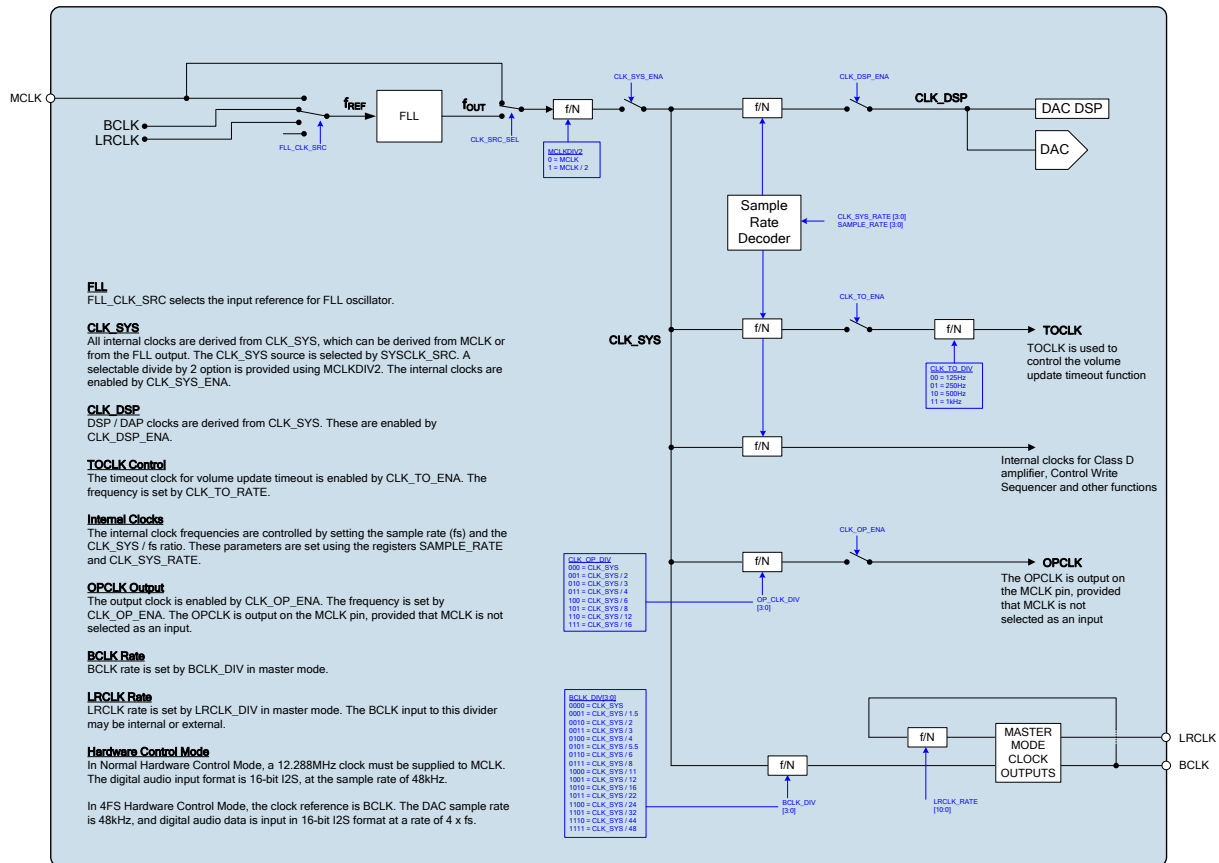 MCLK
BCLK
LRCLK
FLL_CLK_SRC
fREF
FLL
fOUT
CLK_SRC_SEL
f/N
MCLKDIV2
0 = MCLK
1 = MCLK / 2
CLK_SYS_ENA
f/N
CLK_DSP_ENA
CLK_DSP
DAC DSP
DAC
Sample
Rate
Decoder
CLK_SYS_RATE [3:0]
SAMPLE_RATE [3:0]
CLK_SYS
f/N
CLK_TO_ENA
f/N
CLK_TO_DIV
00 = 125Hz
01 = 250Hz
10 = 500Hz
11 = 1kHz
TOCLK
TOCLK is used to
control the volume
update timeout function
f/N
Internal clocks for Class D
amplifier, Control Write
Sequencer and other functions
CLK_OP_DIV
000 = CLK_SYS
001 = CLK_SYS / 2
010 = CLK_SYS / 3
011 = CLK_SYS / 4
100 = CLK_SYS / 6
101 = CLK_SYS / 8
110 = CLK_SYS / 12
111 = CLK_SYS / 16
f/N
OP_CLK_DIV
[3:0]
CLK_OP_ENA
OPCLK
The OPCLK is output on
the MCLK pin, provided
that MCLK is not
selected as an input
BCLK_DIV[3:0]
0000 = CLK_SYS
0001 = CLK_SYS / 1.5
0010 = CLK_SYS / 2
0011 = CLK_SYS / 3
0100 = CLK_SYS / 4
0101 = CLK_SYS / 5.5
0110 = CLK_SYS / 6
0111 = CLK_SYS / 8
1000 = CLK_SYS / 11
1001 = CLK_SYS / 12
1010 = CLK_SYS / 16
1011 = CLK_SYS / 22
1100 = CLK_SYS / 24
1101 = CLK_SYS / 32
1110 = CLK_SYS / 44
1111 = CLK_SYS / 48
f/N
BCLK_DIV
[3:0]
f/N
LRCLK_RATE
[10:0]
MASTER
MODE
CLOCK
OUTPUTS
LRCLK
BCLK
FLL
FLL_CLK_SRC selects the input reference for FLL oscillator.
CLK_SYS
All internal clocks are derived from CLK_SYS, which can be derived from MCLK or
from the FLL output. The CLK_SYS source is selected by SYSCLK_SRC. A
selectable divide by 2 option is provided using MCLKDIV2. The internal clocks are
enabled by CLK_SYS_ENA.
CLK_DSP
DSP / DAP clocks are derived from CLK_SYS. These are enabled by
CLK_DSP_ENA.
TOCLK Control
The timeout clock for volume update timeout is enabled by CLK_TO_ENA. The
frequency is set by CLK_TO_RATE.
Internal Clocks
The internal clock frequencies are controlled by setting the sample rate (fs) and the
CLK_SYS / fs ratio. These parameters are set using the registers SAMPLE_RATE
and CLK_SYS_RATE.
OPCLK Output
The output clock is enabled by CLK_OP_ENA. The frequency is set by
CLK_OP_ENA. The OPCLK is output on the MCLK pin, provided that MCLK is not
selected as an input.
BCLK Rate
BCLK rate is set by BCLK_DIV in master mode.
LRCLK Rate
LRCLK rate is set by LRCLK_DIV in master mode. The BCLK input to this divider
may be internal or external.
Hardware Control Mode
In Normal Hardware Control Mode, a 12.288MHz clock must be supplied to MCLK.
The digital audio input format is 16-bit I2S, at the sample rate of 48kHz.
In 4FS Hardware Control Mode, the clock reference is BCLK. The DAC sample rate
is 48kHz, and digital audio data is input in 16-bit I2S format at a rate of 4 x fs.